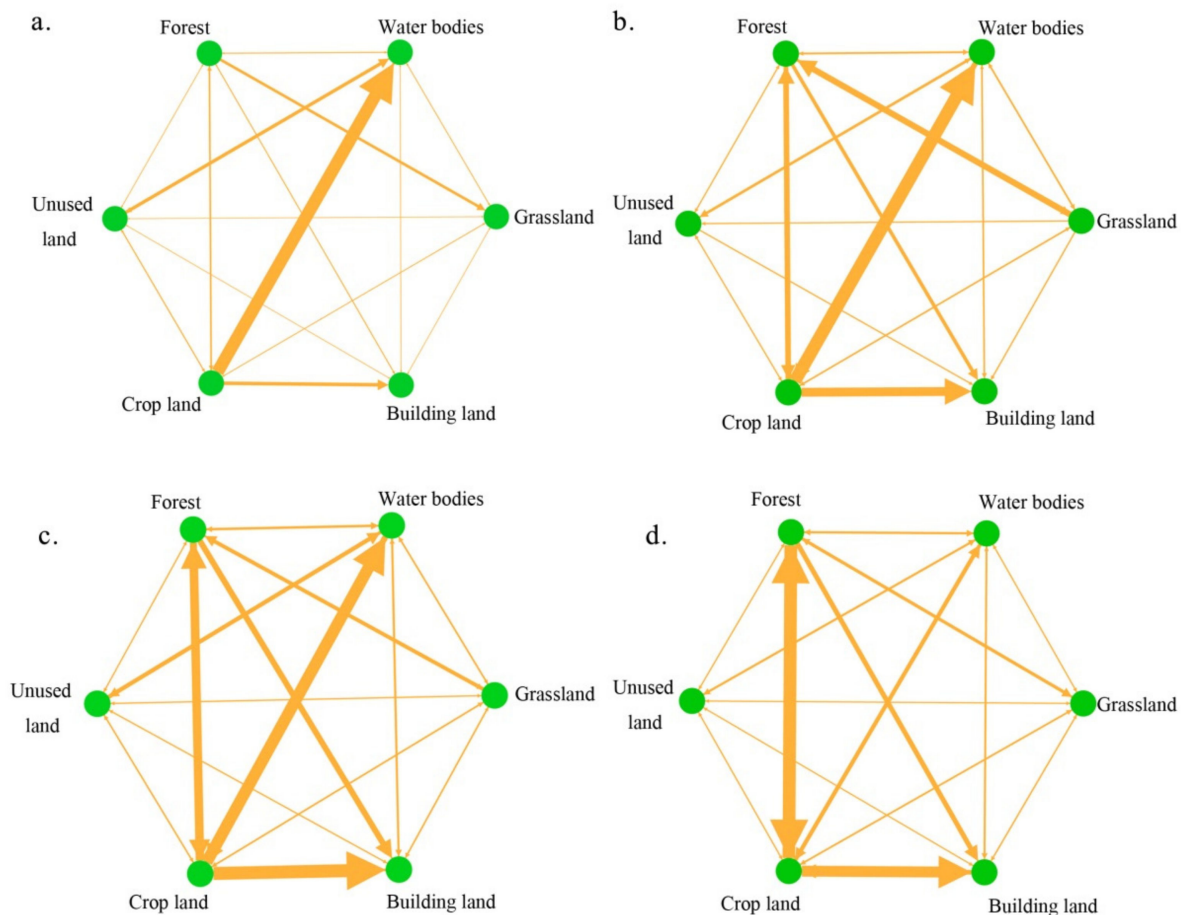 a.
Forest
Water bodies
Unused
land
Grassland
Crop land
Building land
b.
Forest
Water bodies
Unused
land
Grassland
Crop land
Building land
c.
Forest
Water bodies
Unused
land
Grassland
Crop land
Building land
d.
Forest
Water bodies
Unused
land
Grassland
Crop land
Building land